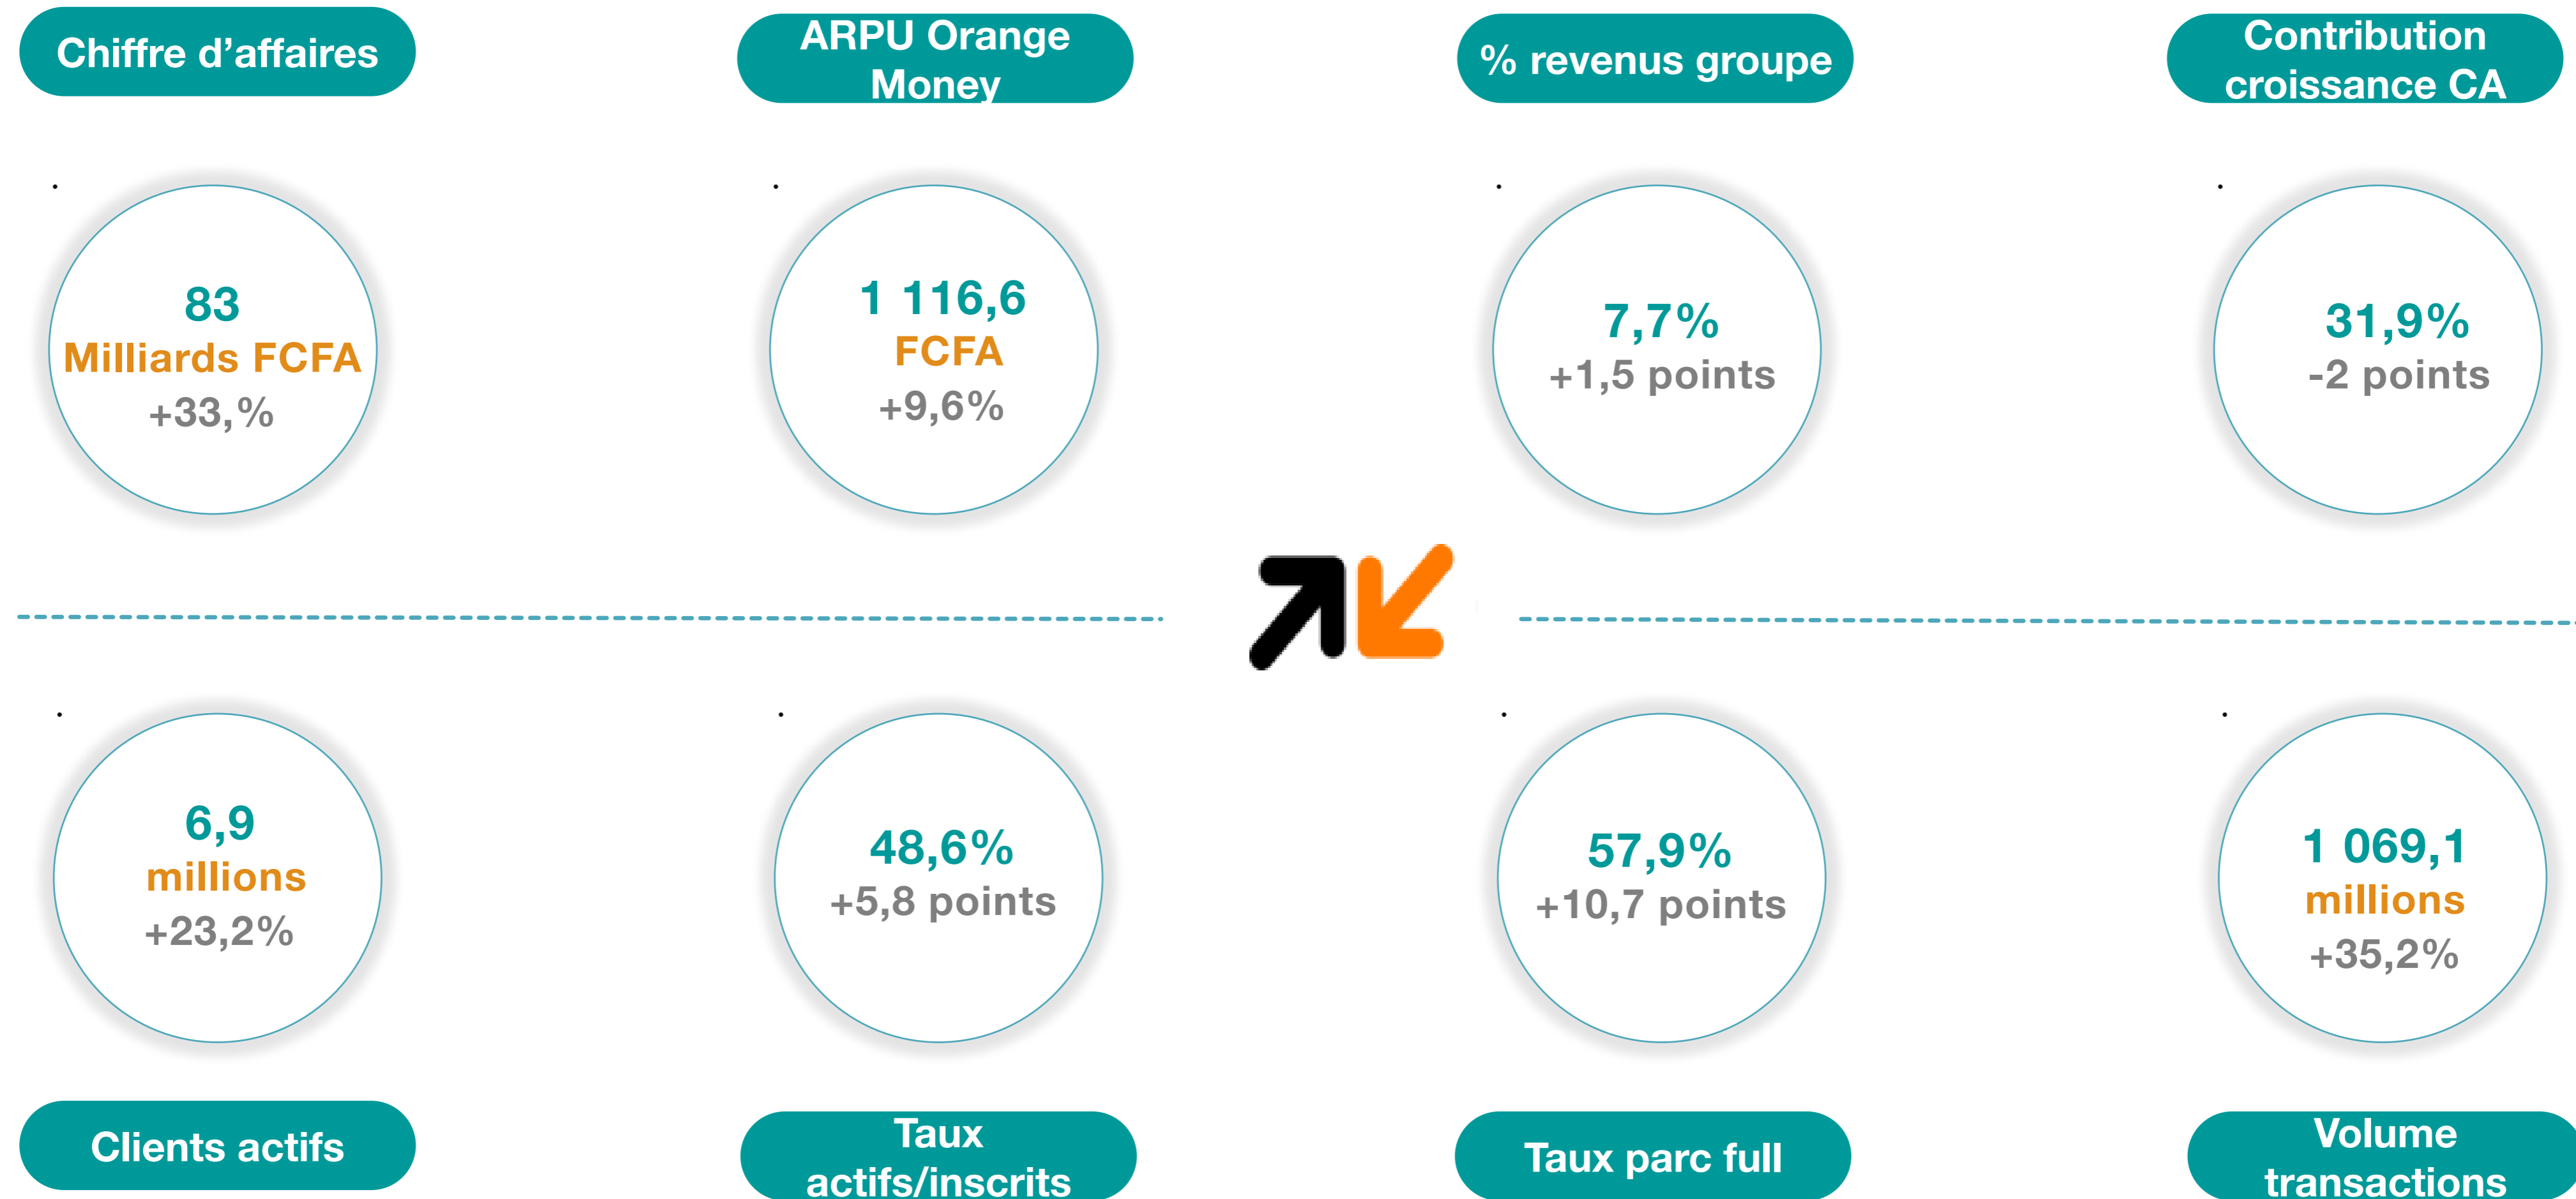 Chiffre d'affaires
ARPU Orange
Money
% revenus groupe
Contribution
croissance CA
83
Milliards FCFA
+33,%
1 116,6
FCFA
+9,6%
7,7%
+1,5 points
31,9%
-2 points
6,9
millions
+23,2%
48,6%
+5,8 points
57,9%
+10,7 points
1 069,1
millions
+35,2%
Clients actifs
Taux
actifs/inscrits
Taux parc full
Volume
transactions